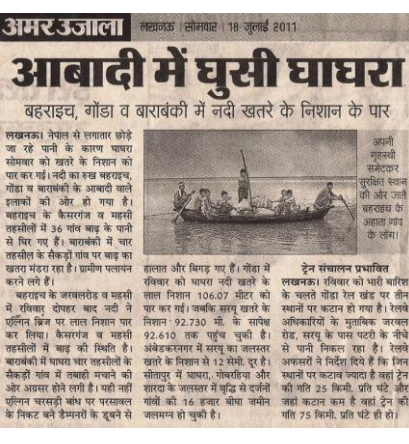 अमर उजाला
लखनऊ । सोमवार । 18 जुलाई 2011
आबादी में घुसी घाघरा
बहराइच, गोंडा व बाराबंकी में नदी खतरे के निशान के पार
लखनऊ। नेपाल से लगातार छोड़े
जा रहे पानी के कारण घाघरा
सोमवार को खतरे के निशान को
पार कर गई। नदी का रुख बहराइच,
गोंडा व बाराबंकी के आबादी वाले
इलाकों की ओर हो गया है।
बहराइच के कैसरगंज व महसी
तहसीलों में 36 गांव बाढ़ के पानी
से घिर गए हैं। बाराबंकी में चार
तहसील के सैकड़ों गांव पर बाढ़ का
खतरा मंडरा रहा है। ग्रामीण पलायन
करने लगे हैं।
बहराइच के जरवलरोड व महसी
में रविवार दोपहर बाद नदी ने
एल्गिन ब्रिज पर लाल निशान पार
कर लिया। कैसरगंज व महसी
तहसीलों में बाढ़ की स्थिति है।
बाराबंकी में घाघरा चार तहसीलों के
सैकड़ों गांव में तबाही मचाने की
ओर अग्रसर होने लगी है। यही नहीं
एल्गिन चरसड़ी बांध पर परसावल
के निकट बने डैम्पनरों के डूबने से
अपनी
गृहस्थी
समेटकर
सुरक्षित स्थान
की ओर जाते
बहराइच के
अहाता गांव
के लोग।
हालात और बिगड़ गए हैं। गोंडा में
रविवार को घाघरा नदी खतरे के
लाल निशान 106.07 मीटर को
पार कर गई। जबकि सरयू खतरे के
निशान 92.730 मी. के सापेक्ष
92.610 तक पहुंच चुकी है।
अंबेडकरनगर में सरयू का जलस्तर
खतरे के निशान से 12 सेमी. दूर है।
सीतापुर में घाघरा, गोबरहिया और
शारदा के जलस्तर में वृद्धि से दर्जनों
गांवों की 16 हजार बीघा जमीन
जलमग्न हो चुकी है।
ट्रेन संचालन प्रभावित
लखनऊ। रविवार को भारी बारिश
के चलते गोंडा रेल खंड पर तीन
स्थानों पर कटान हो गया है। रेलवे
अधिकारियों के मुताबिक जरवल
रोड, सरयू के पास पटरी के नीचे
से पानी निकल रहा है। रेलवे
अफसरों ने निर्देश दिये हैं कि जिन
स्थानों पर कटाव ज्यादा है वहां ट्रेन
की गति 25 किमी. प्रति घंटे और
जहां कटान कम है वहां ट्रेन की
गति 75 किमी. प्रति घंटे ही हो।